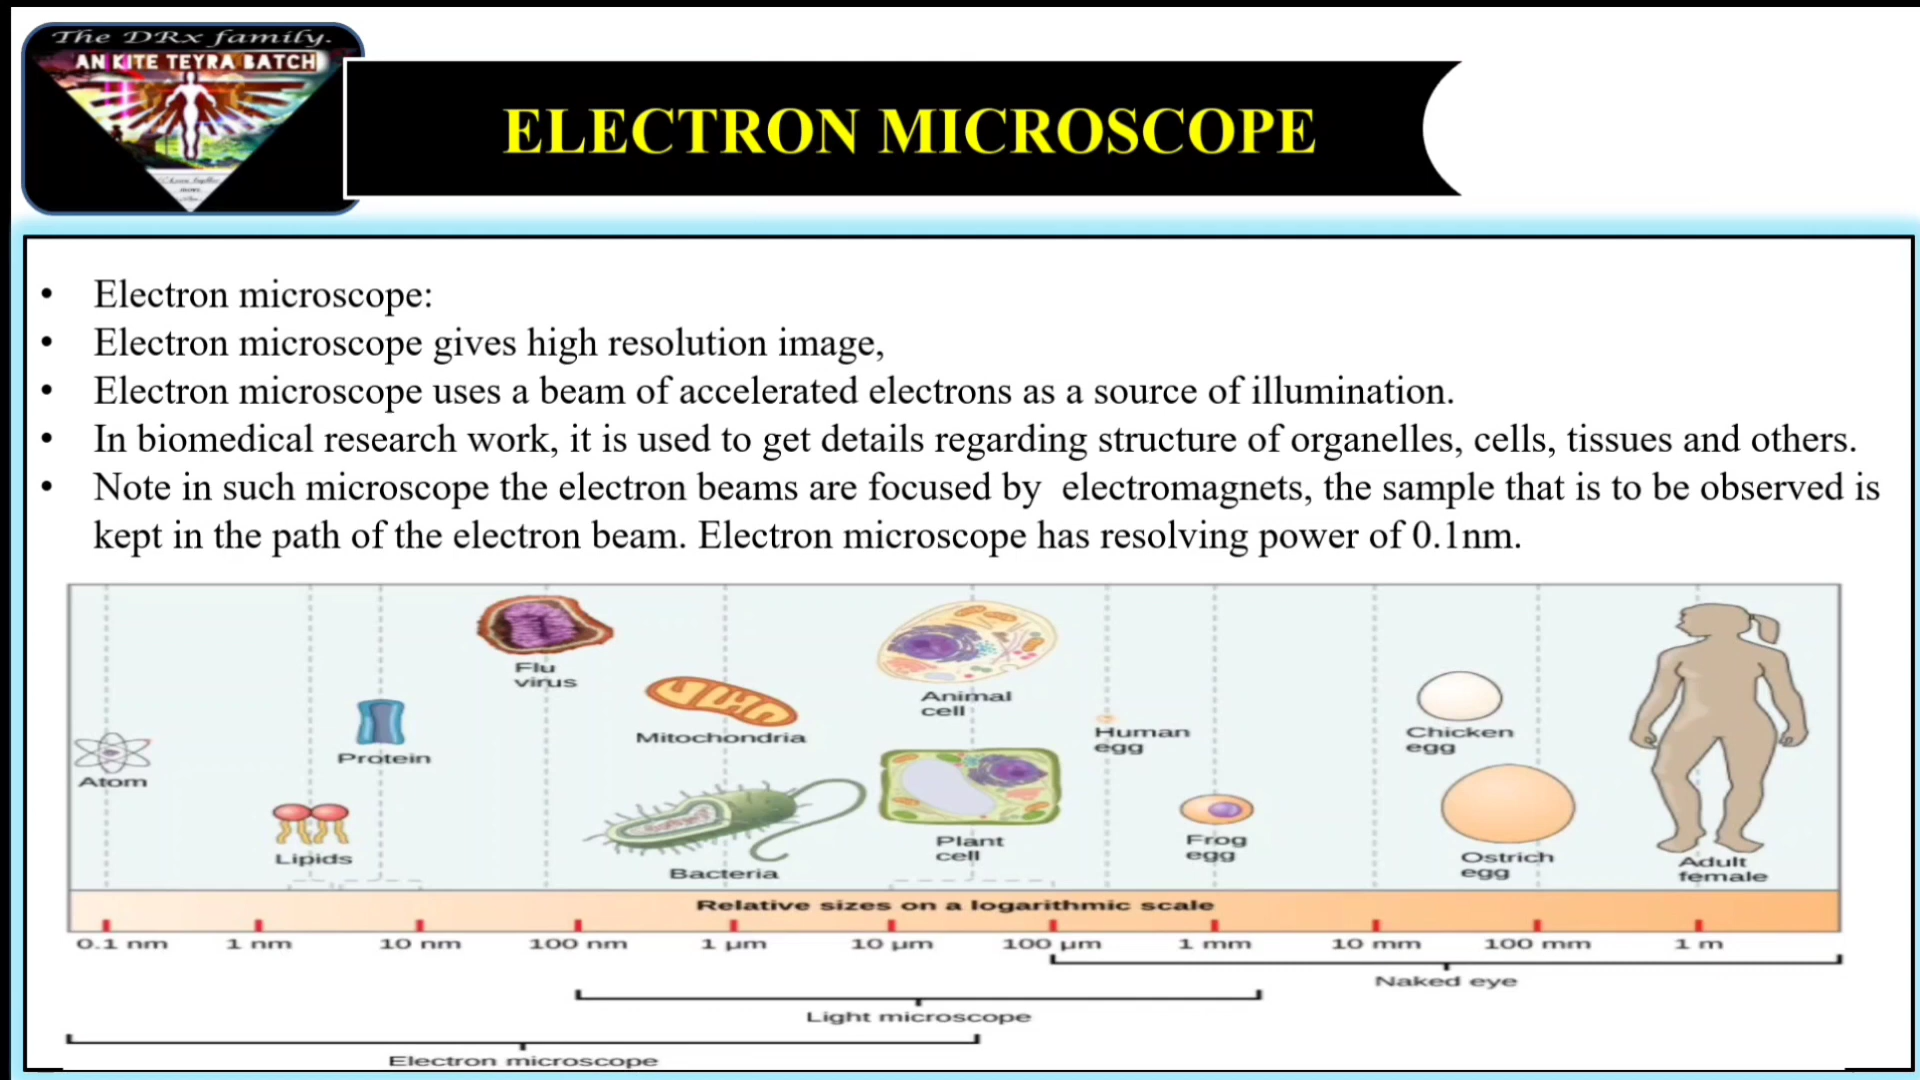 The DRx family.
AN KITE TEYRA BATCH
ELECTRON MICROSCOPE
• Electron microscope:
• Electron microscope gives high resolution image,
• Electron microscope uses a beam of accelerated electrons as a source of illumination.
• In biomedical research work, it is used to get details regarding structure of organelles, cells, tissues and others.
• Note in such microscope the electron beams are focused by electromagnets, the sample that is to be observed is
kept in the path of the electron beam. Electron microscope has resolving power of 0.1nm.
Flu
virus
Animal
cell
Mitochondria
Human
egg
Chicken
egg
Protein
Atom
Plant
cell
Frog
egg
Lipids
Ostrich
egg
Adult
female
Bacteria
Relative sizes on a logarithmic scale
0.1 nm 1 nm 10 nm 100 nm 1 µm 10 µm 100 µm 1 mm 10 mm 100 mm 1 m
Naked eye
Light microscope
Electron microscope